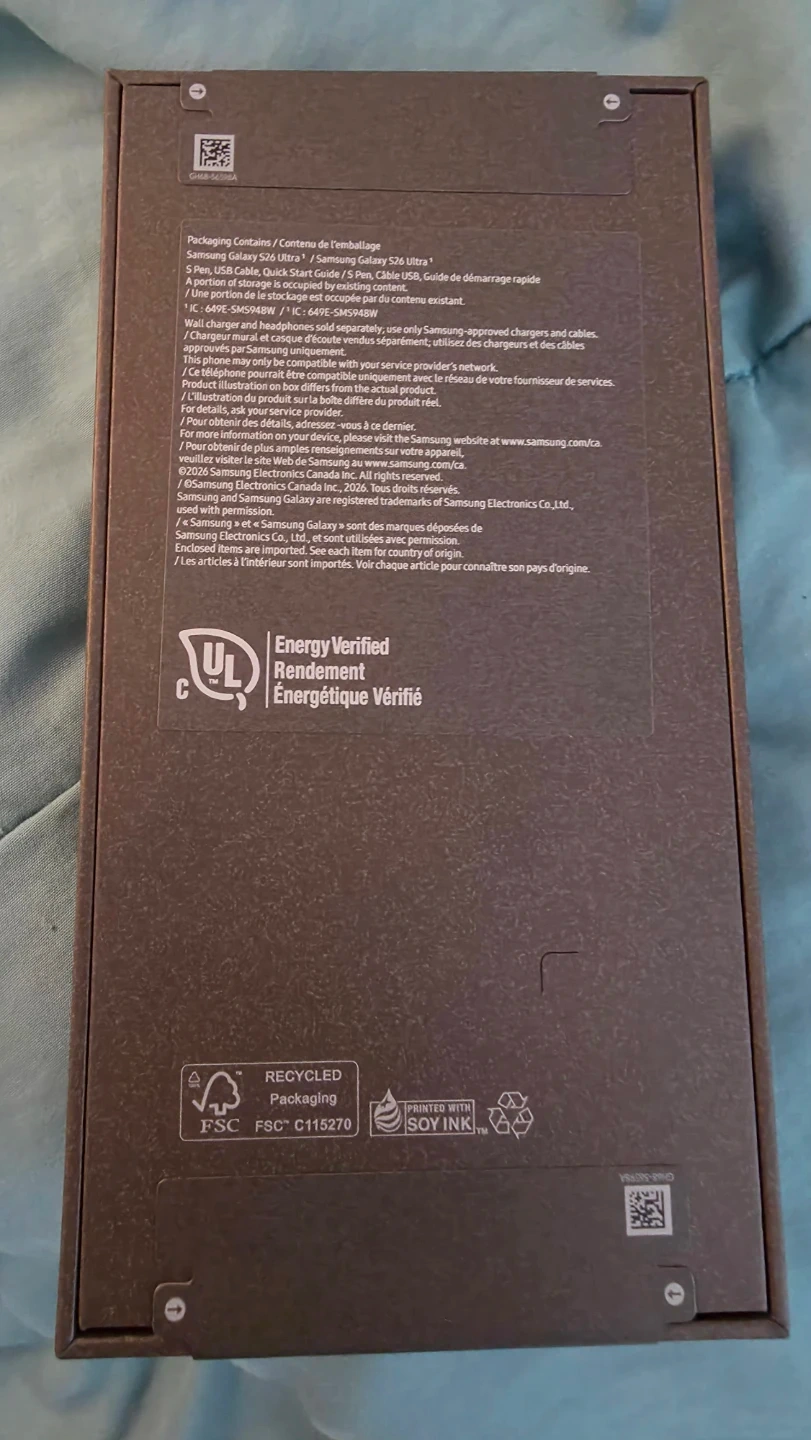 Packaging Contains / Contenu de l'emballage
Samsung Galaxy S26 Ultra ¹ / Samsung Galaxy S26 Ultra ¹
S Pen, USB Cable, Quick Start Guide / S Pen, Câble USB, Guide de démarrage rapide
A portion of storage is occupied by existing content.
/ Une portion de le stockage est occupée par du contenu existant.
¹ IC : 649E-SMS948W / ¹ IC : 649E-SMS948W
Wall charger and headphones sold separately; use only Samsung-approved chargers and cables.
/ Chargeur mural et casque d'écoute vendus séparément; utilisez des chargeurs et des câbles
approuvés par Samsung uniquement.
This phone may only be compatible with your service provider's network.
/ Ce téléphone pourrait être compatible uniquement avec le réseau de votre fournisseur de services.
Product illustration on box differs from the actual product.
/ L'illustration du produit sur la boîte diffère du produit réel.
For details, ask your service provider.
/ Pour obtenir des détails, adressez -vous à ce dernier.
For more information on your device, please visit the Samsung website at www.samsung.com/ca.
/ Pour obtenir de plus amples renseignements sur votre appareil,
veuillez visiter le site Web de Samsung au www.samsung.com/ca.
©2026 Samsung Electronics Canada Inc. All rights reserved.
/ ©Samsung Electronics Canada Inc., 2026. Tous droits réservés.
Samsung and Samsung Galaxy are registered trademarks of Samsung Electronics Co.,Ltd.,
used with permission.
/ « Samsung » et « Samsung Galaxy » sont des marques déposées de
Samsung Electronics Co., Ltd., et sont utilisées avec permission.
Enclosed items are imported. See each item for country of origin.
/ Les articles à l'intérieur sont importés. Voir chaque article pour connaître son pays d'origine.
C UL ™
Energy Verified
Rendement
Énergétique Vérifié
RECYCLED
Packaging
FSC FSC™ C115270
PRINTED WITH
SOY INK ™